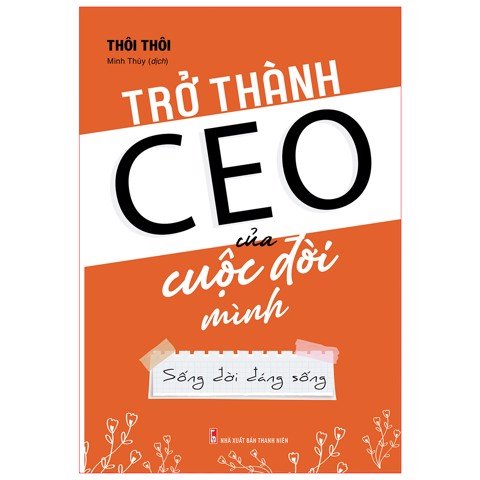 THÔI THÔI
Minh Thùy (dịch)
TRỞ THÀNH
CEO
của
cuộc đời
mình
Sống đời đáng sống
NHÀ XUẤT BẢN THANH NIÊN